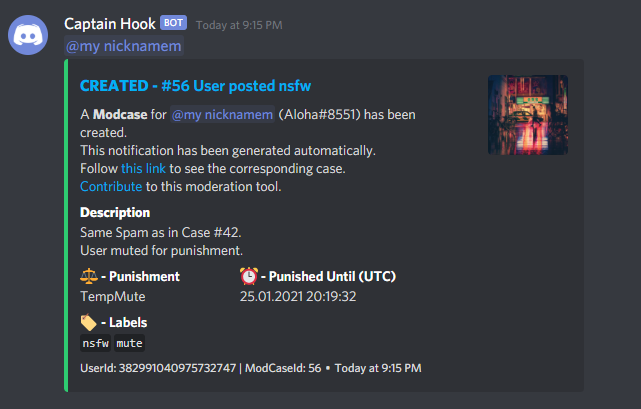 Captain Hook BOT Today at 9:15 PM
@my nicknamem
CREATED - #56 User posted nsfw
A Modcase for @my nicknamem (Aloha#8551) has been
created.
This notification has been generated automatically.
Follow this link to see the corresponding case.
Contribute to this moderation tool.
Description
Same Spam as in Case #42.
User muted for punishment.
⚖️ - Punishment ⏰ - Punished Until (UTC)
TempMute 25.01.2021 20:19:32
🏷️ - Labels
nsfw mute
UserId: 382991040975732747 | ModCaseId: 56 • Today at 9:15 PM